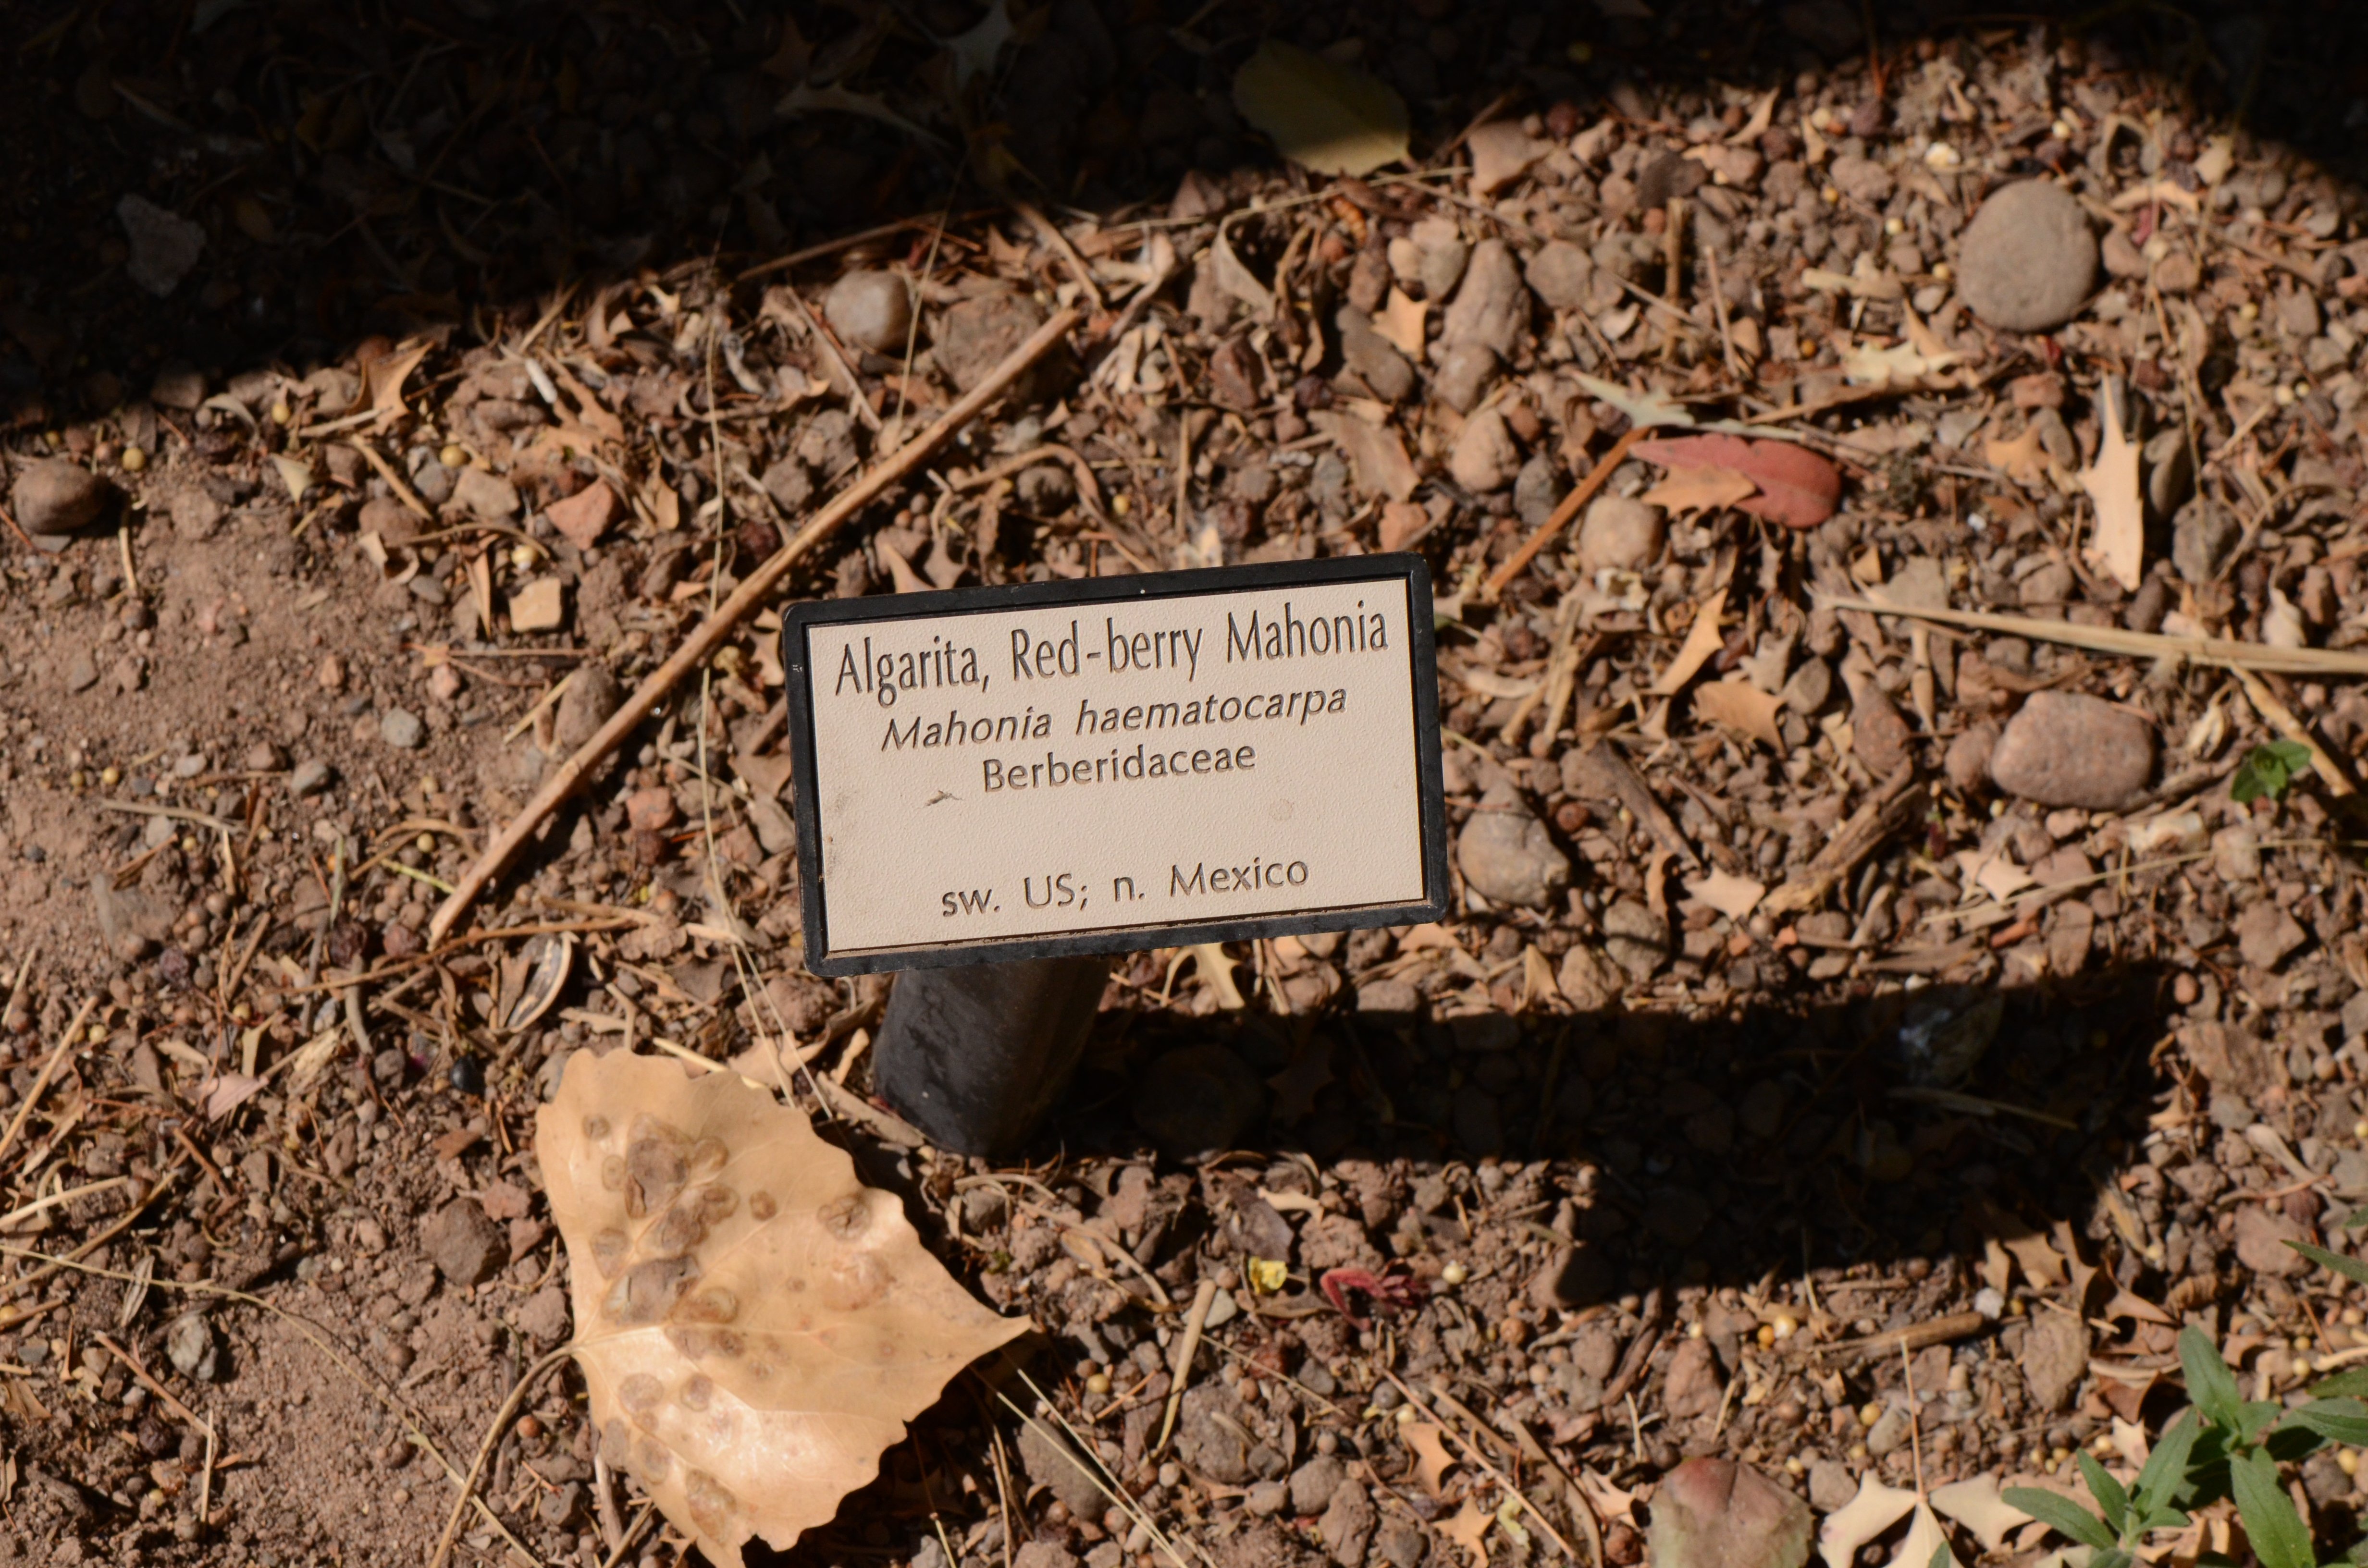 Algarita, Red-berry Mahonia
Mahonia haematocarpa
Berberidaceae
sw. US; n. Mexico